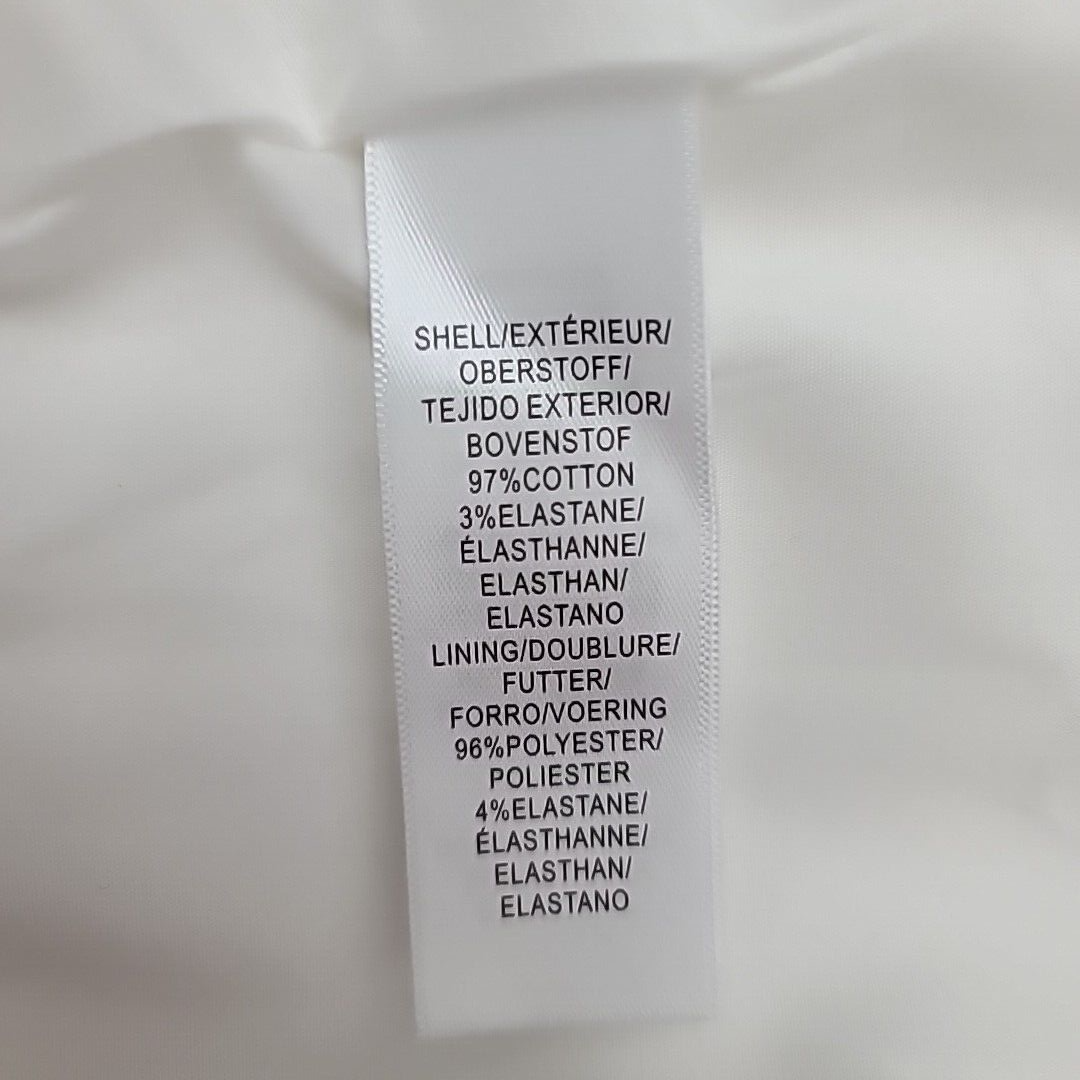 SHELL/EXTÉRIEUR/
OBERSTOFF/
TEJIDO EXTERIOR/
BOVENSTOF
97%COTTON
3%ELASTANE/
ÉLASTHANNE/
ELASTHAN/
ELASTANO
LINING/DOUBLURE/
FUTTER/
FORRO/VOERING
96%POLYESTER/
POLIESTER
4%ELASTANE/
ÉLASTHANNE/
ELASTHAN/
ELASTANO